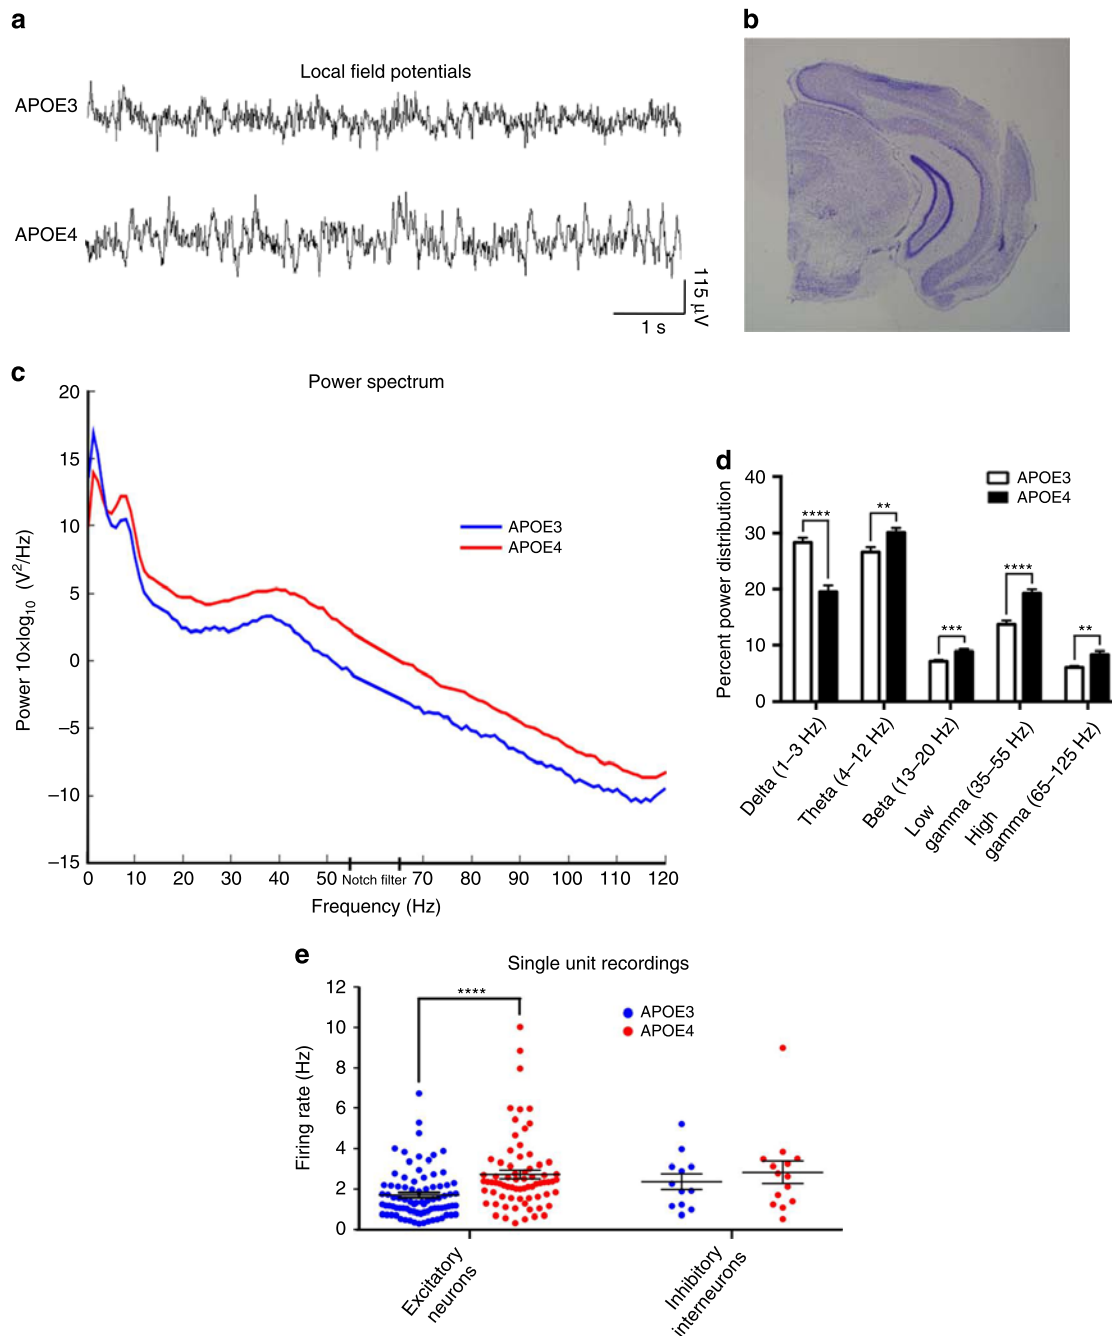 a
Local field potentials
APOE3
APOE4
115 µV
1 s
b
c
Power spectrum
20
15
10
5
0
−5
−10
−15
Power 10xlog10 (V2/Hz)
APOE3
APOE4
0 10 20 30 40 50 Notch filter 70 80 90 100 110 120
Frequency (Hz)
d
40
30
20
10
0
Percent power distribution
APOE3
APOE4
****
**
***
****
**
Delta (1–3 Hz)
Theta (4–12 Hz)
Beta (13–20 Hz)
Low
gamma (35–55 Hz)
High
gamma (65–125 Hz)
e
Single unit recordings
12
10
8
6
4
2
0
Firing rate (Hz)
****
APOE3
APOE4
Excitatory
neurons
Inhibitory
interneurons